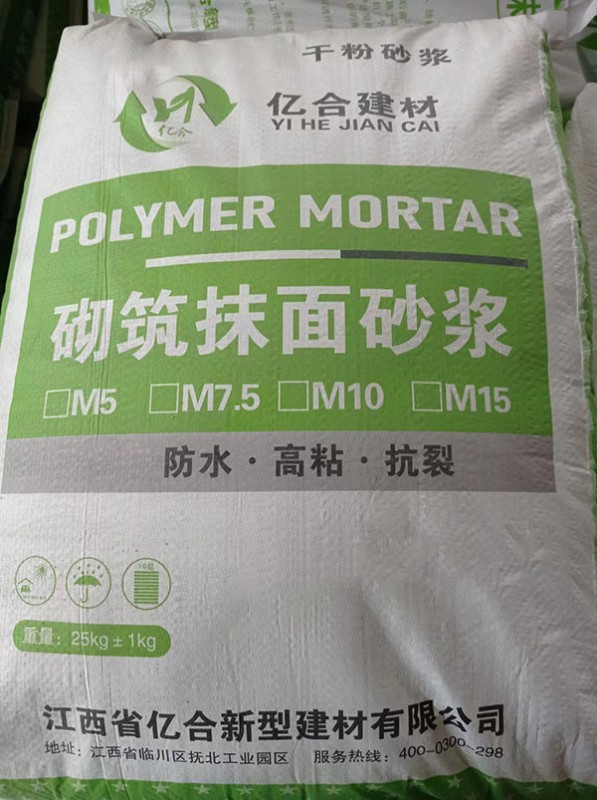 干粉砂浆
亿合
亿合建材
YI HE JIAN CAI
POLYMER MORTAR
砌筑抹面砂浆
□M5 □M7.5 □M10 □M15
防水·高粘·抗裂
重量：25kg±1kg
江西省亿合新型建材有限公司
地址：江西省临川区抚北工业园区 服务热线：400-0300-298